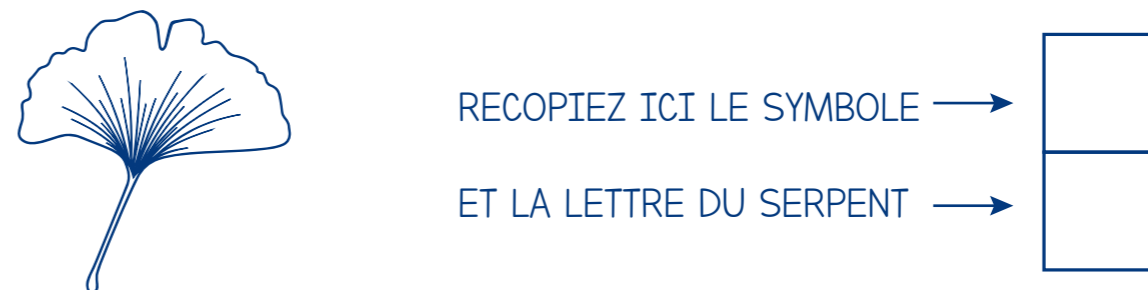 RECOPIEZ ICI LE SYMBOLE
ET LA LETTRE DU SERPENT